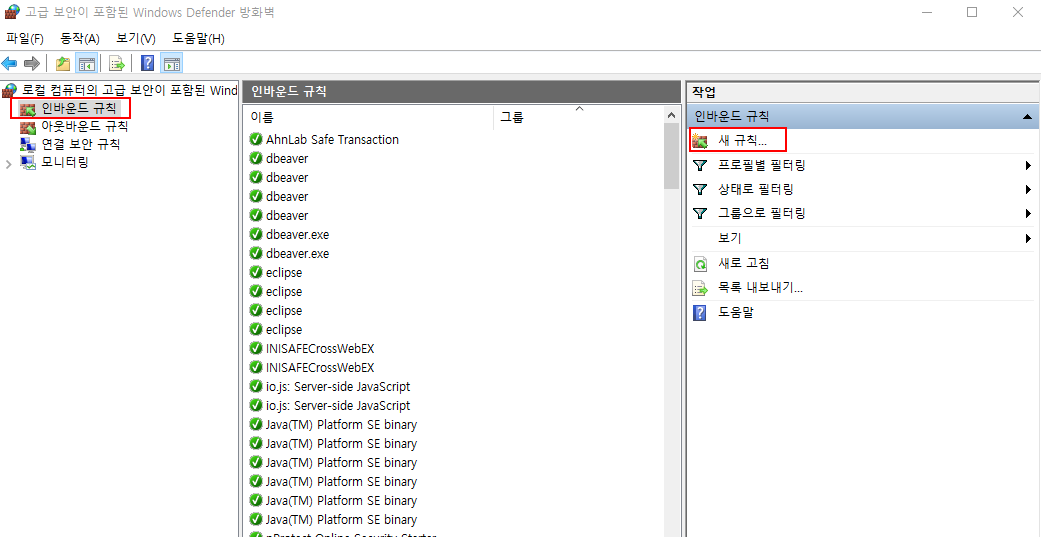 고급 보안이 포함된 Windows Defender 방화벽
파일(F) 동작(A) 보기(V) 도움말(H)
로컬 컴퓨터의 고급 보안이 포함된 Wind
인바운드 규칙
아웃바운드 규칙
연결 보안 규칙
모니터링
인바운드 규칙
이름 그룹
AhnLab Safe Transaction
dbeaver
dbeaver
dbeaver
dbeaver
dbeaver.exe
dbeaver.exe
eclipse
eclipse
eclipse
eclipse
INISAFECrossWebEX
INISAFECrossWebEX
io.js: Server-side JavaScript
io.js: Server-side JavaScript
Java(TM) Platform SE binary
Java(TM) Platform SE binary
Java(TM) Platform SE binary
Java(TM) Platform SE binary
Java(TM) Platform SE binary
Java(TM) Platform SE binary
nProtect Online Security Starter
작업
인바운드 규칙
새 규칙...
프로필별 필터링
상태로 필터링
그룹으로 필터링
보기
새로 고침
목록 내보내기...
도움말